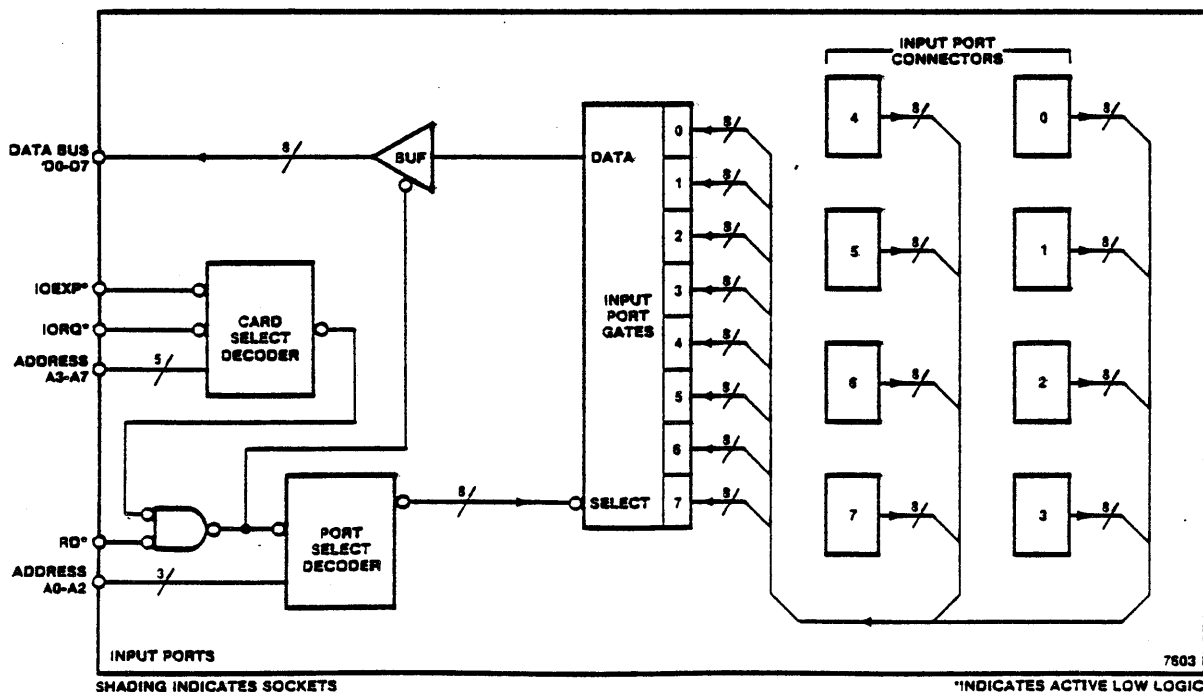 INPUT PORT
CONNECTORS
4 8/
0 8/
DATA BUS
D0-D7
8/
BUF
DATA
0 8/
1 8/
2 8/
3 8/
4 8/
5 8/
6 8/
7 8/
5 8/
1 8/
IOEXP*
IORQ*
ADDRESS
A3-A7
5/
CARD
SELECT
DECODER
INPUT
PORT
GATES
6 8/
2 8/
7 8/
3 8/
RD*
ADDRESS
A0-A2
3/
PORT
SELECT
DECODER
8/
SELECT
INPUT PORTS
7603
SHADING INDICATES SOCKETS
*INDICATES ACTIVE LOW LOGIC